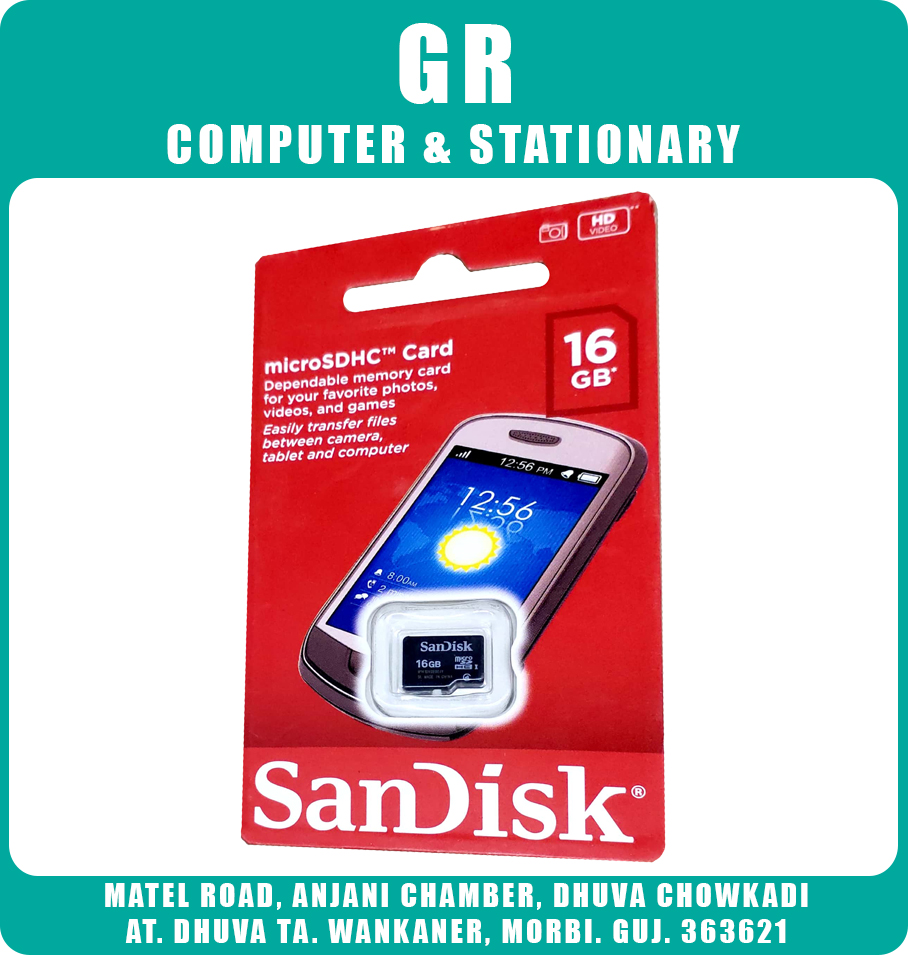 GR
COMPUTER & STATIONARY
HD
VIDEO
16
GB*
microSDHC™ Card
Dependable memory card
for your favorite photos,
videos, and games
Easily transfer files
between camera,
tablet and computer
12:56 PM
12:56
8:00AM
SanDisk
16GB
micro
HC I
SanDisk®
MATEL ROAD, ANJANI CHAMBER, DHUVA CHOWKADI
AT. DHUVA TA. WANKANER, MORBI. GUJ. 363621